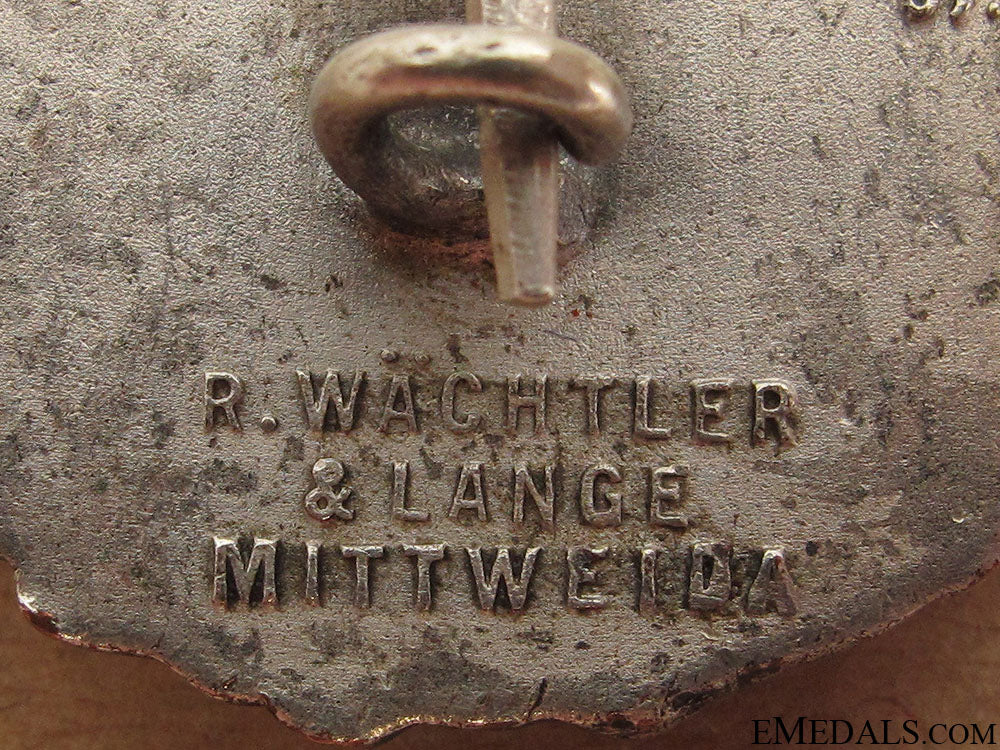 R. WÄCHTLER
& LANGE
MITTWEIDA
EMEDALS.COM